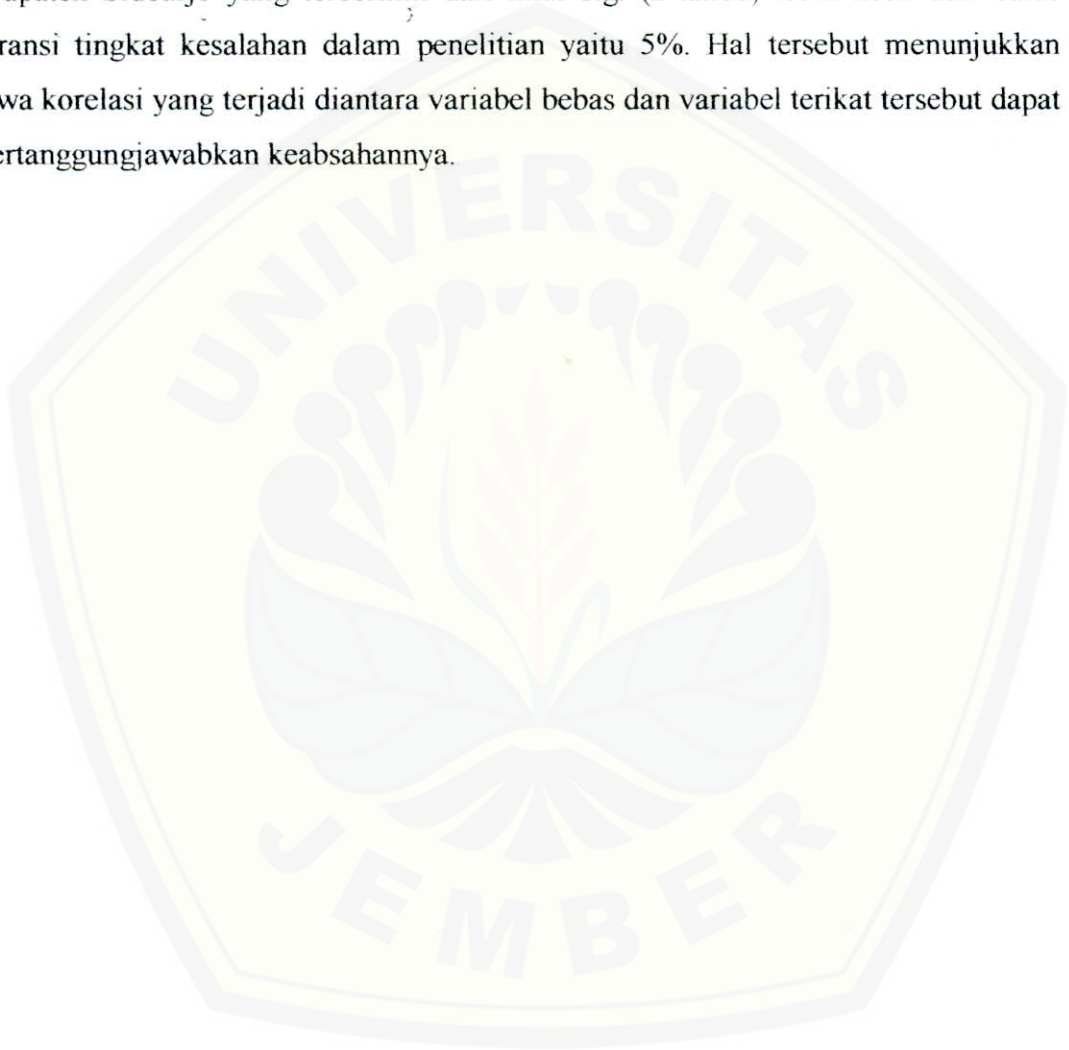 ransi tingkat kesalahan dalam penelitian yaitu 5%. Hal tersebut menunjukkan
wa korelasi yang terjadi diantara variabel bebas dan variabel terikat tersebut dapat
ertanggungjawabkan keabsahannya.
UNIVERSITAS
JEMBER